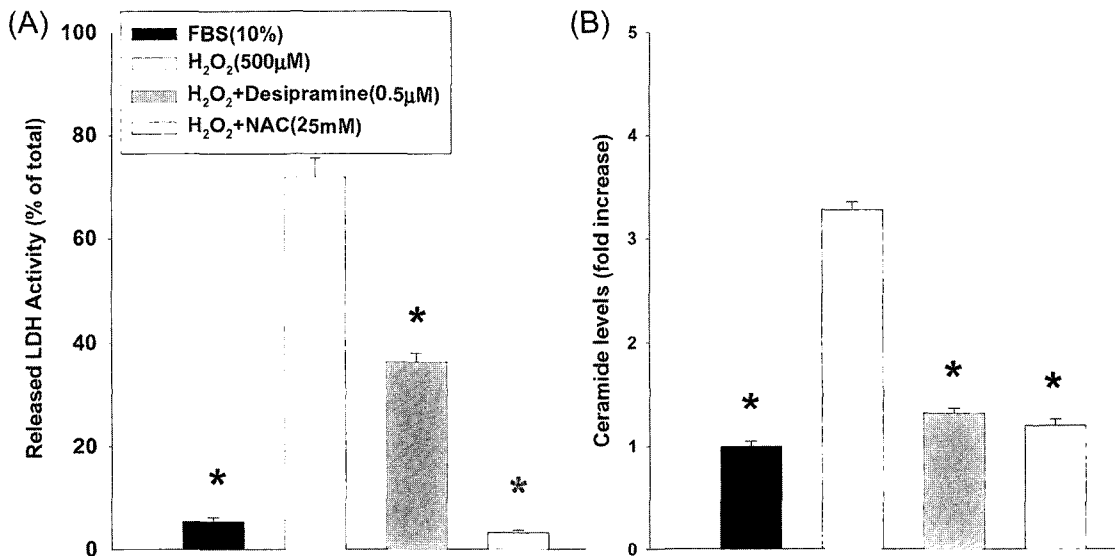 (A)
Released LDH Activity (% of total)
100
80
60
40
20
0
FBS(10%)
H₂O₂(500µM)
H₂O₂+Desipramine(0.5µM)
H₂O₂+NAC(25mM)
*
*
*
(B)
Ceramide levels (fold increase)
5
4
3
2
1
0
*
*
*